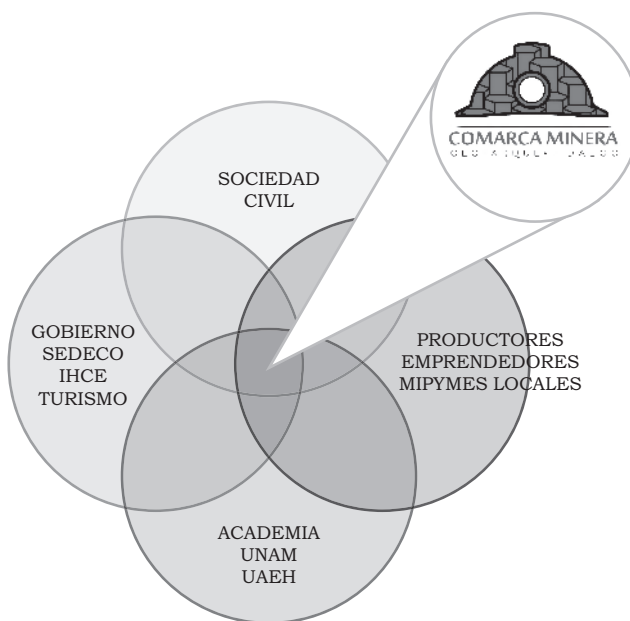 COMARCA MINERA
SOCIEDAD
CIVIL
GOBIERNO
SEDECO
IHCE
TURISMO
PRODUCTORES
EMPRENDEDORES
MIPYMES LOCALES
ACADEMIA
UNAM
UAEH